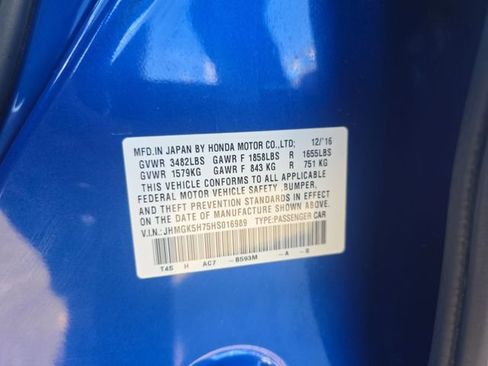 MFD.IN JAPAN BY HONDA MOTOR CO.,LTD; 12/'16
GVWR 3482LBS GAWR F 1858LBS R 1655LBS
GVWR 1579KG GAWR F 843 KG R 751 KG
THIS VEHICLE CONFORMS TO ALL APPLICABLE
FEDERAL MOTOR VEHICLE SAFETY ,BUMPER,
AND THEFT PREVENTION STANDARDS IN EFFECT
ON THE DATE OF MANUFACTURE SHOWN ABOVE.
V.I.N.:JHMGK5H75HS016989 TYPE:PASSENGER CAR
T4S H AC7 -B593M -A